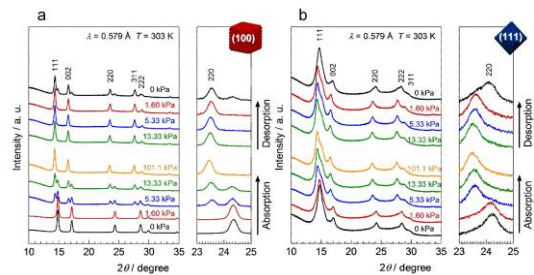 a
λ = 0.579 Å T = 303 K
(100)
111
002
220
311
222
220
0 kPa
1.60 kPa
5.33 kPa
13.33 kPa
101.1 kPa
13.33 kPa
5.33 kPa
1.60 kPa
0 kPa
Desorption
Absorption
Intensity / a. u.
10 15 20 25 30 35
23 24 25
2θ / degree
b
λ = 0.579 Å T = 303 K
(111)
111
002
220
222
311
220
0 kPa
1.60 kPa
5.33 kPa
13.33 kPa
101.1 kPa
13.33 kPa
5.33 kPa
1.60 kPa
0 kPa
Desorption
Absorption
Intensity / a. u.
10 15 20 25 30 35
23 24 25
2θ / degree